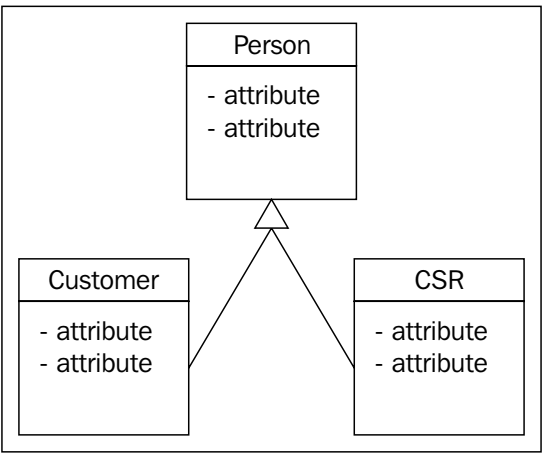 Person
- attribute
- attribute
Customer
- attribute
- attribute
CSR
- attribute
- attribute